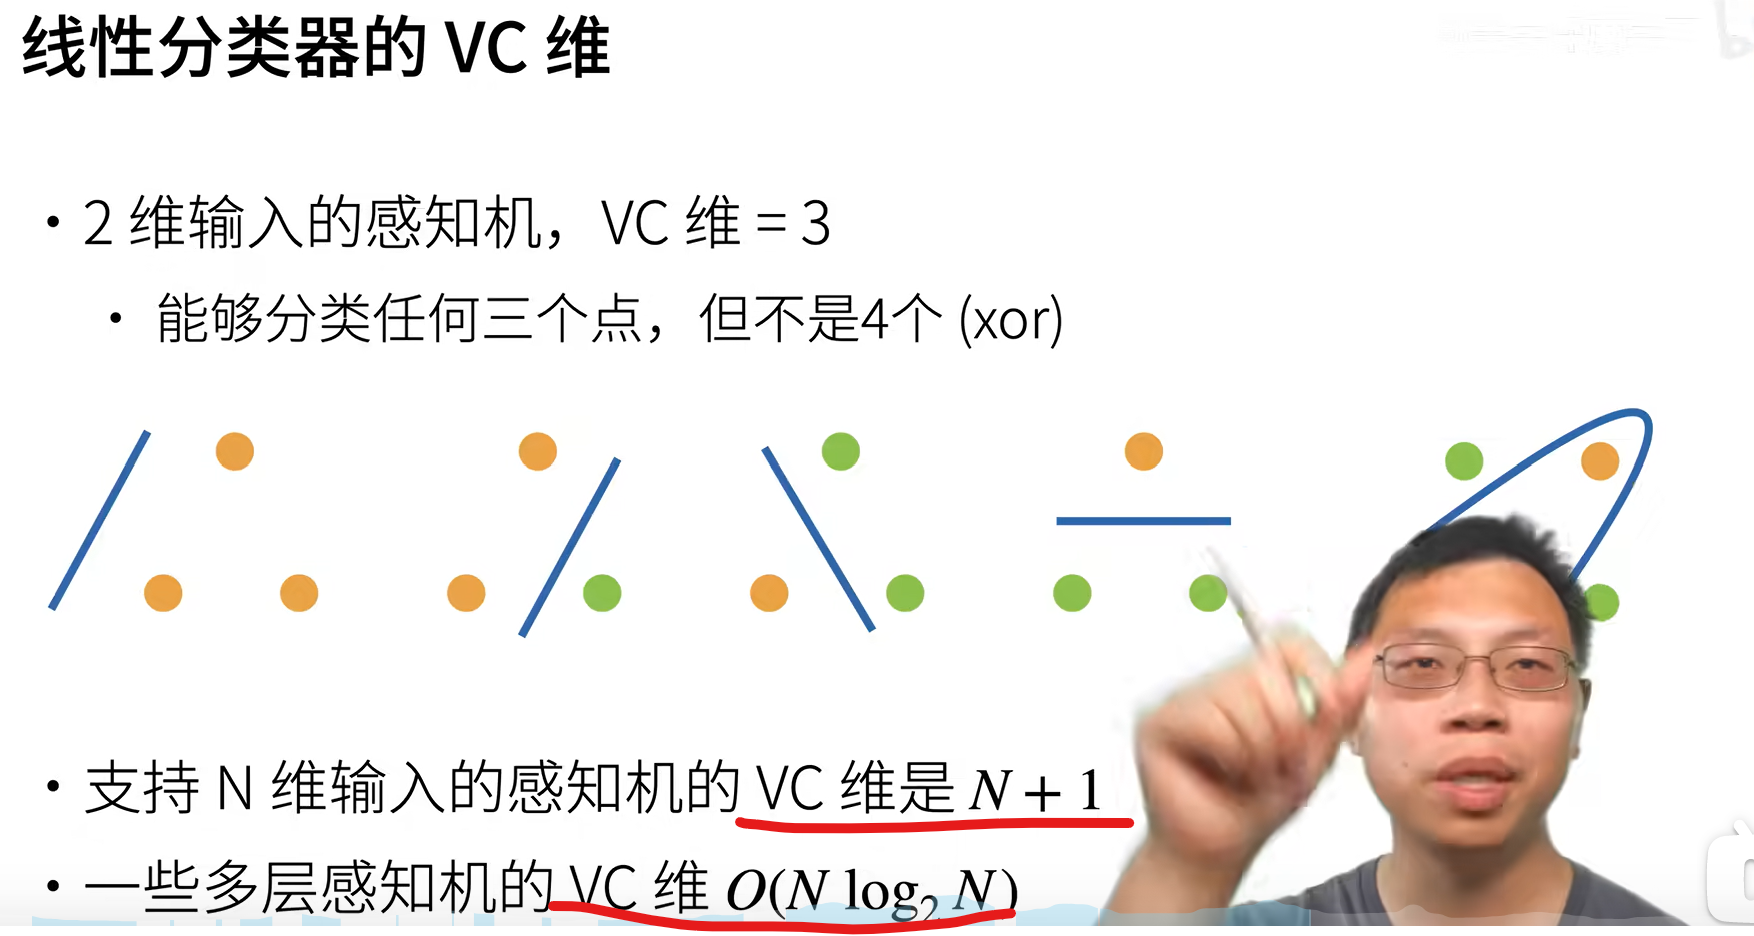 线性分类器的 VC 维
• 2 维输入的感知机，VC 维 = 3
• 能够分类任何三个点，但不是4个 (xor)
• 支持 N 维输入的感知机的 VC 维是 N + 1
• 一些多层感知机的 VC 维 O(N log₂ N)